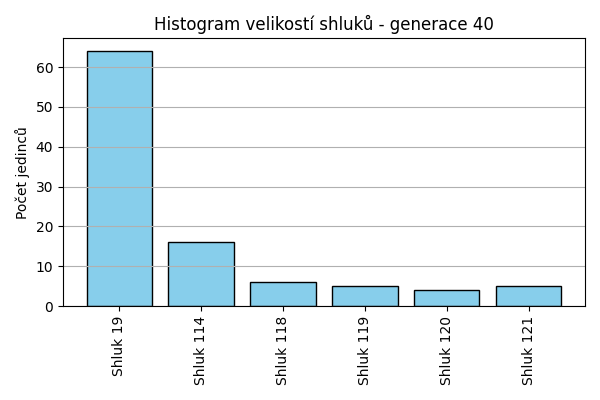 Histogram velikostí shluků - generace 40
Počet jedinců
60
50
40
30
20
10
0
Shluk 19
Shluk 114
Shluk 118
Shluk 119
Shluk 120
Shluk 121